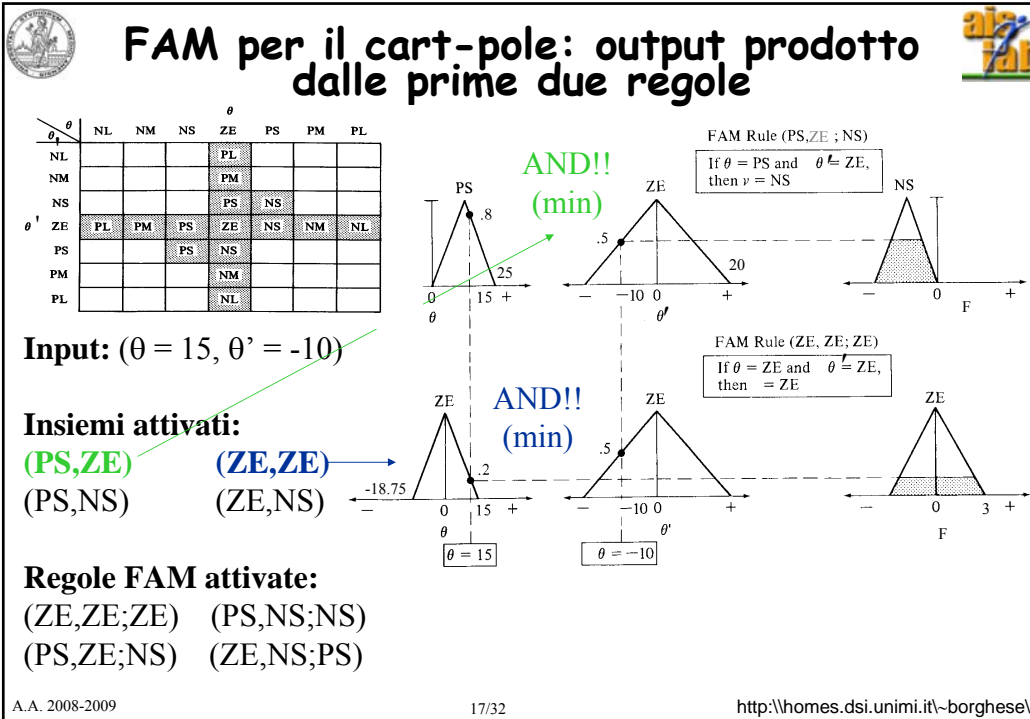 FAM per il cart-pole: output prodotto
dalle prime due regole
θ
θ' θ NL NM NS ZE PS PM PL
NL PL
NM PM
NS PS NS
θ' ZE PL PM PS ZE NS NM NL
PS PS NS
PM NM
PL NL
AND!!
(min)
FAM Rule (PS,ZE ; NS)
If θ = PS and θ' = ZE,
then ν = NS
PS
.8
25
0 15 +
θ
ZE
.5
20
− −10 0 +
θ'
NS
− 0 +
F
Input: (θ = 15, θ' = -10)
FAM Rule (ZE, ZE; ZE)
If θ = ZE and θ' = ZE,
then = ZE
Insiemi attivati:
(PS,ZE) (ZE,ZE)
(PS,NS) (ZE,NS)
AND!!
(min)
ZE
.2
-18.75
− 0 15 +
θ
θ = 15
ZE
.5
− −10 0 +
θ'
θ = −10
ZE
− 0 3 +
F
Regole FAM attivate:
(ZE,ZE;ZE) (PS,NS;NS)
(PS,ZE;NS) (ZE,NS;PS)
A.A. 2008-2009
17/32
http:\\homes.dsi.unimi.it\~borghese\